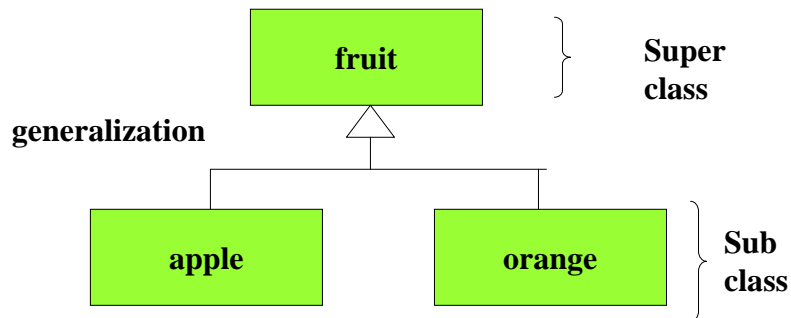 fruit
Super
class
generalization
apple
orange
Sub
class